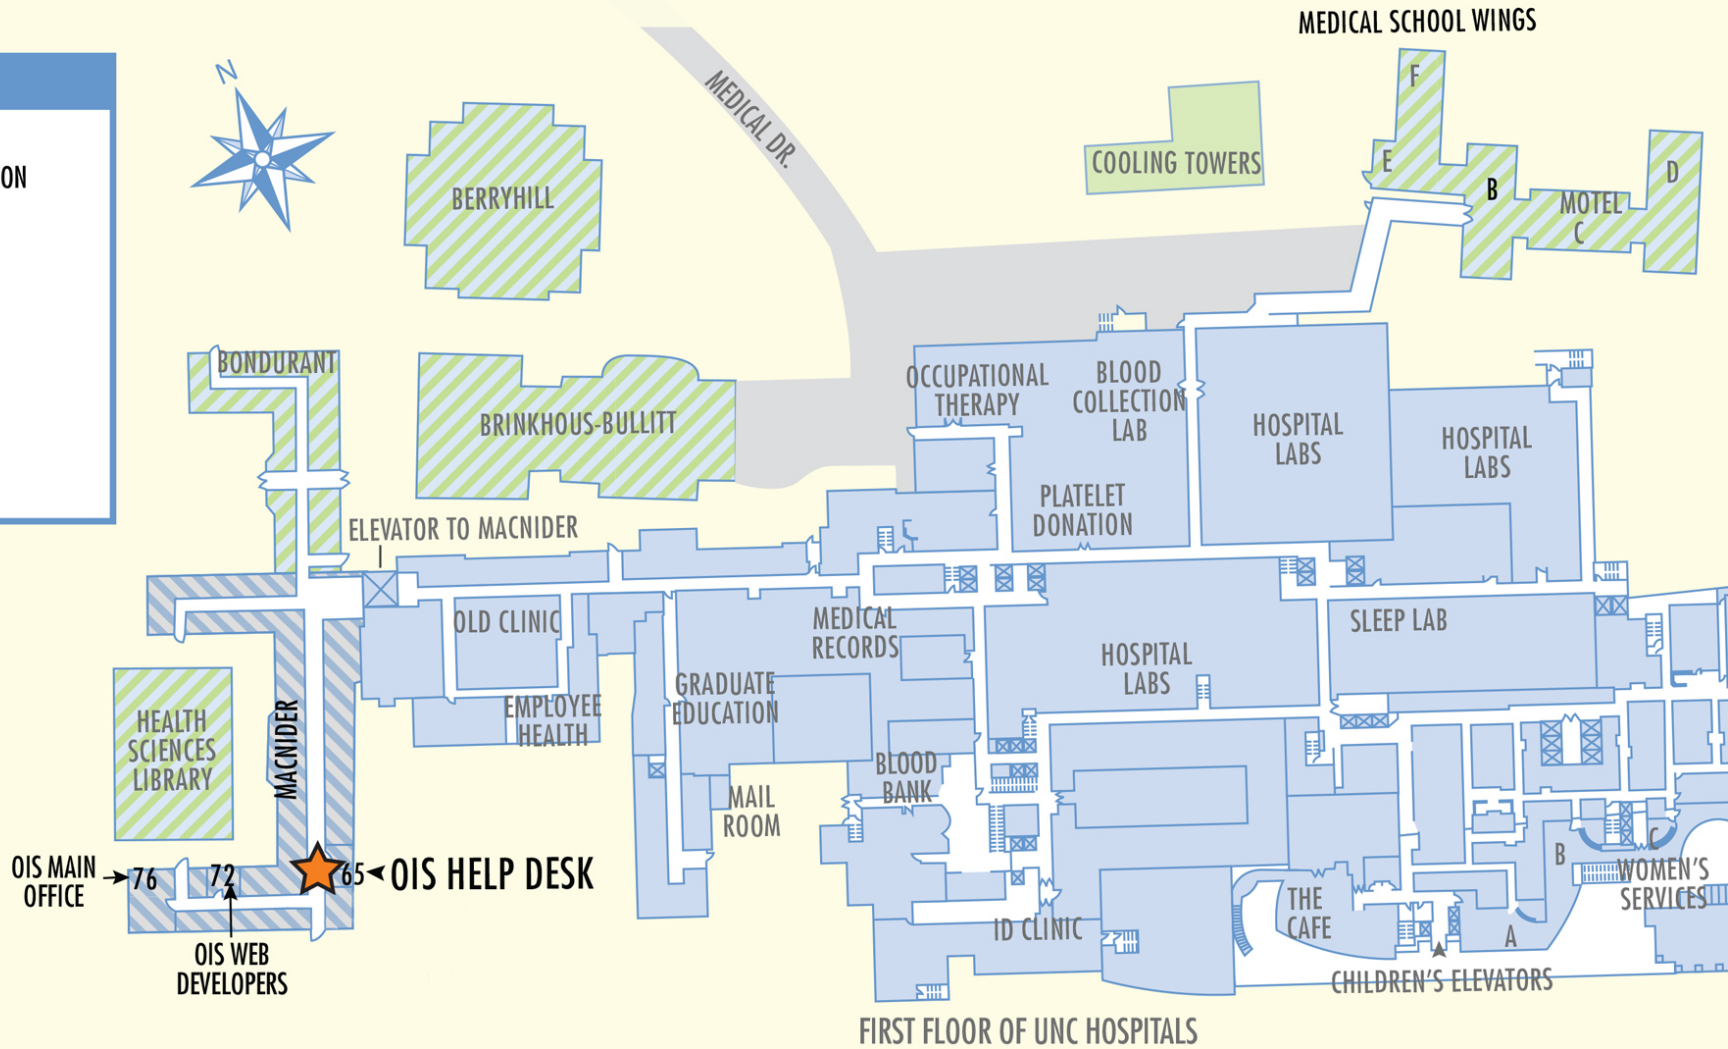 MEDICAL SCHOOL WINGS
N
ON
MEDICAL DR.
F
E
B
D
MOTEL
C
COOLING TOWERS
BERRYHILL
BONDURANT
BRINKHOUS-BULLITT
OCCUPATIONAL
THERAPY
BLOOD
COLLECTION
LAB
HOSPITAL
LABS
HOSPITAL
LABS
PLATELET
DONATION
ELEVATOR TO MACNIDER
OLD CLINIC
MEDICAL
RECORDS
SLEEP LAB
HOSPITAL
LABS
GRADUATE
EDUCATION
EMPLOYEE
HEALTH
HEALTH
SCIENCES
LIBRARY
MACNIDER
BLOOD
BANK
MAIL
ROOM
OIS MAIN
OFFICE
76
72
65
OIS HELP DESK
OIS WEB
DEVELOPERS
ID CLINIC
THE
CAFE
A
B
C
WOMEN'S
SERVICES
CHILDREN'S ELEVATORS
FIRST FLOOR OF UNC HOSPITALS